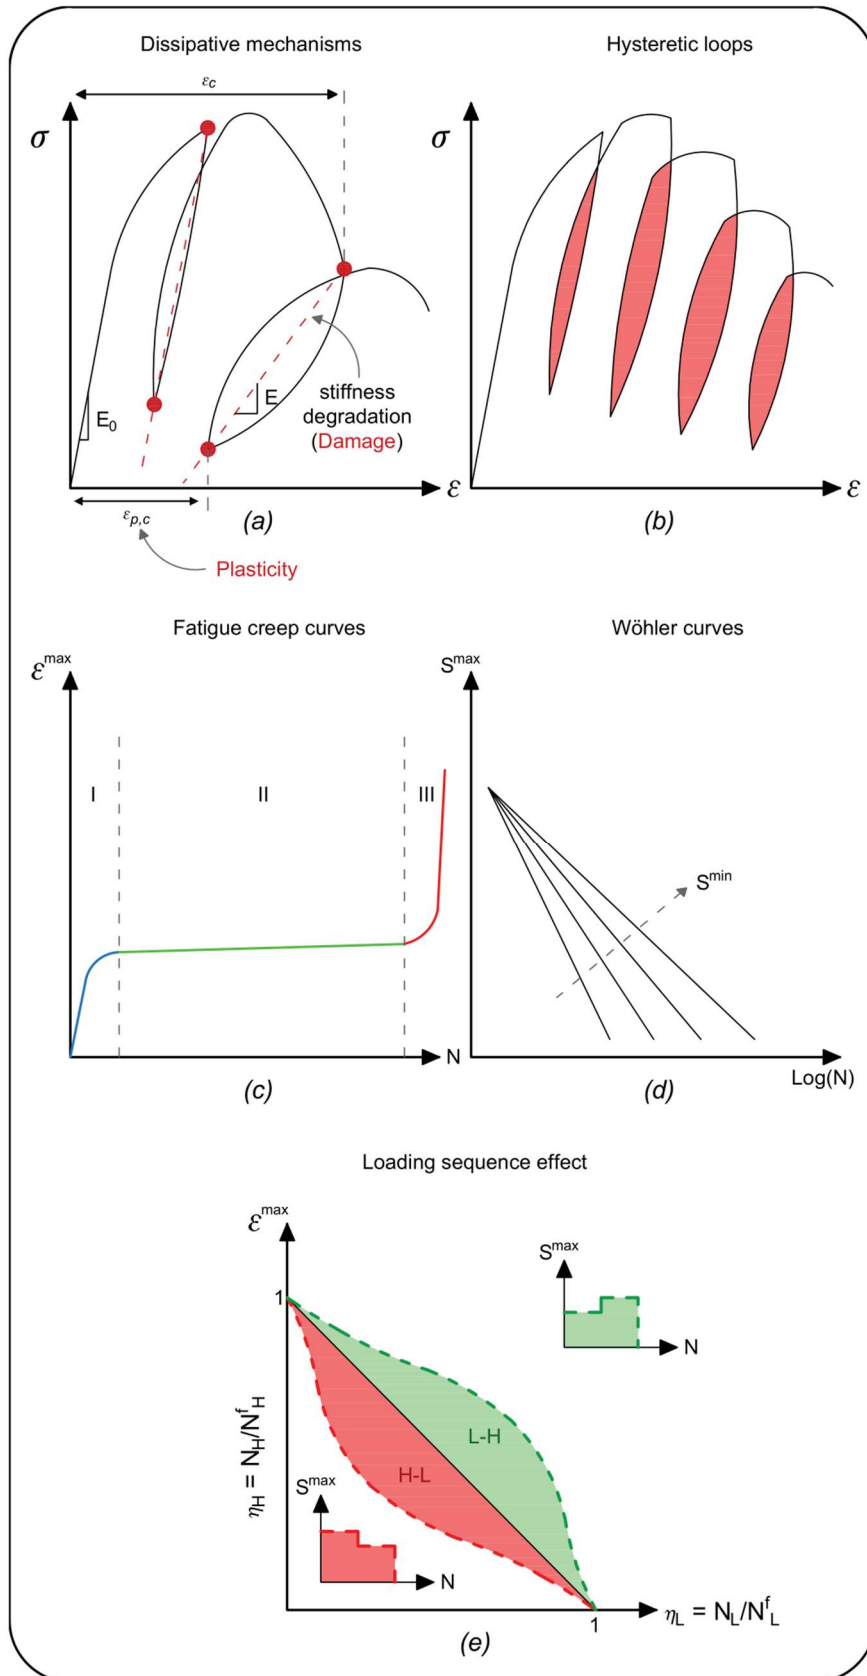 Dissipative mechanisms
εc
σ
E0
E
stiffness
degradation
(Damage)
ε
εp,c
(a)
Plasticity
Hysteretic loops
σ
ε
(b)
Fatigue creep curves
εmax
I
II
III
N
(c)
Wöhler curves
Smax
Smin
Log(N)
(d)
Loading sequence effect
εmax
1
ηH = NH/NfH
Smax
N
L-H
H-L
Smax
N
1
ηL = NL/NfL
(e)